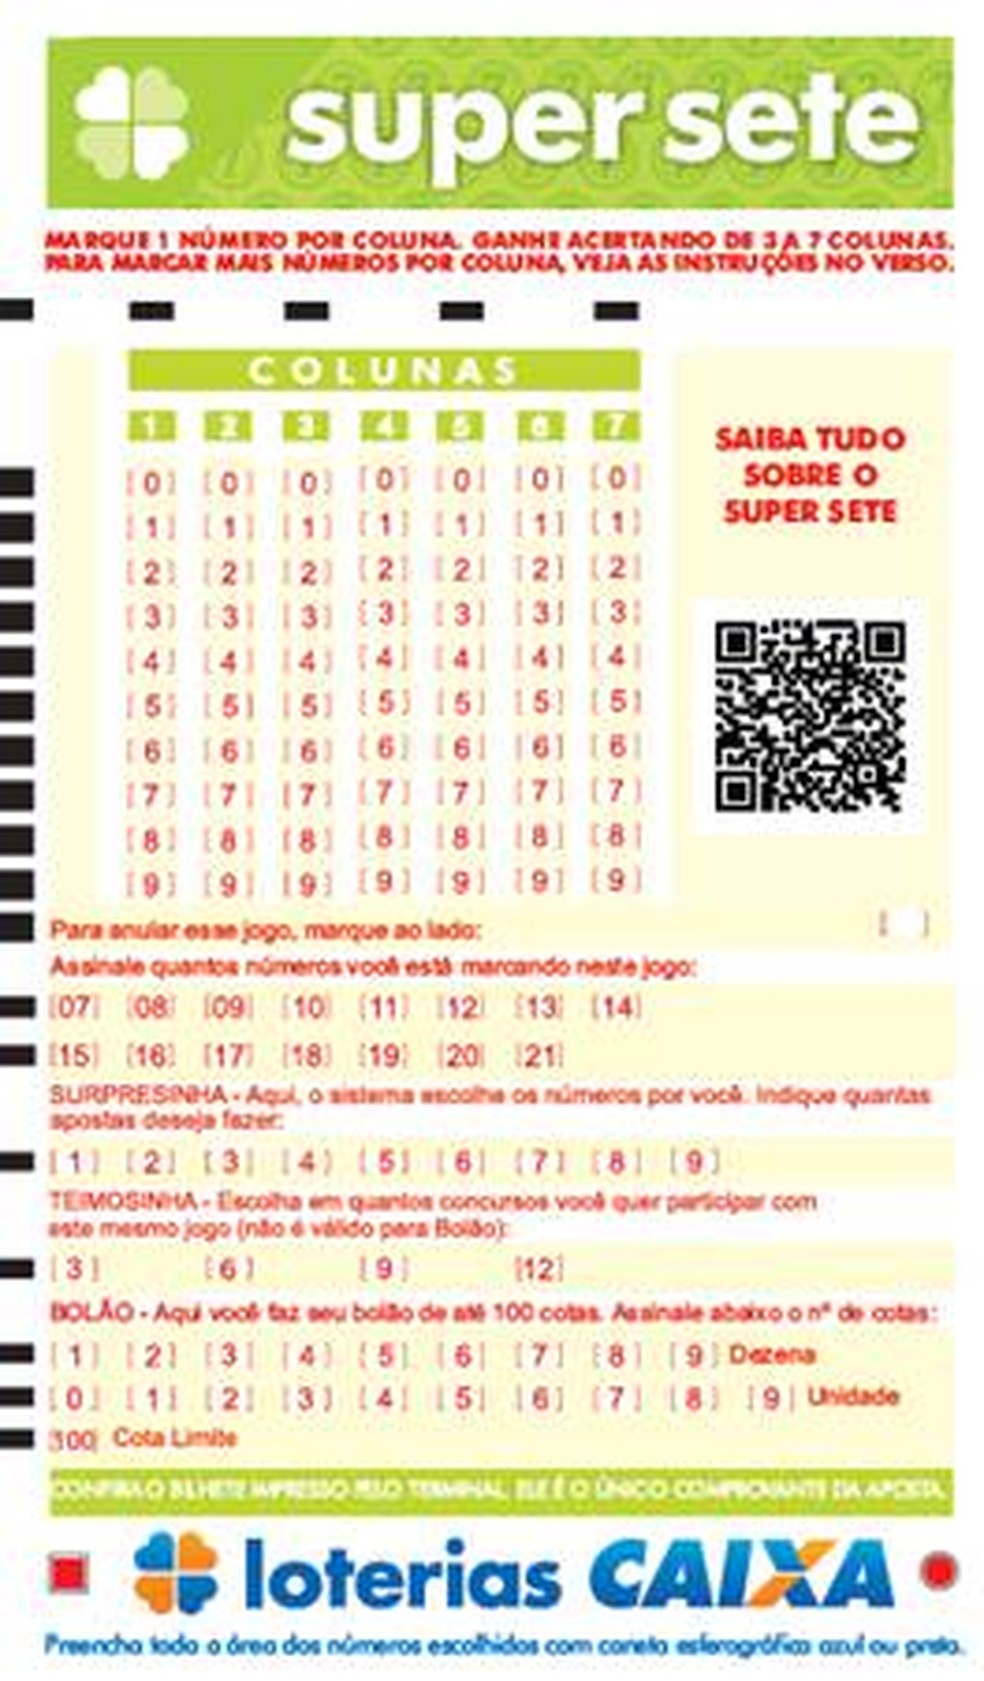 super sete
MARQUE 1 NÚMERO POR COLUNA. GANHE ACERTANDO DE 3 A 7 COLUNAS.
PARA MARCAR MAIS NÚMEROS POR COLUNA, VEJA AS INSTRUÇÕES NO VERSO.
COLUNAS
1 2 3 4 5 6 7
[0] [0] [0] [0] [0] [0] [0]
[1] [1] [1] [1] [1] [1] [1]
[2] [2] [2] [2] [2] [2] [2]
[3] [3] [3] [3] [3] [3] [3]
[4] [4] [4] [4] [4] [4] [4]
[5] [5] [5] [5] [5] [5] [5]
[6] [6] [6] [6] [6] [6] [6]
[7] [7] [7] [7] [7] [7] [7]
[8] [8] [8] [8] [8] [8] [8]
[9] [9] [9] [9] [9] [9] [9]
SAIBA TUDO
SOBRE O
SUPER SETE
Para anular esse jogo, marque ao lado: [ ]
Assinale quantos números você está marcando neste jogo:
[07] [08] [09] [10] [11] [12] [13] [14]
[15] [16] [17] [18] [19] [20] [21]
SURPRESINHA - Aqui, o sistema escolhe os números por você. Indique quantas
apostas deseja fazer:
[1] [2] [3] [4] [5] [6] [7] [8] [9]
TEIMOSINHA - Escolha em quantos concursos você quer participar com
este mesmo jogo (não é válido para Bolão):
[3] [6] [9] [12]
BOLÃO - Aqui você faz seu bolão de até 100 cotas. Assinale abaixo o nº de cotas:
[1] [2] [3] [4] [5] [6] [7] [8] [9] Dezena
[0] [1] [2] [3] [4] [5] [6] [7] [8] [9] Unidade
[100] Cota Limite
CONFIRA O BILHETE IMPRESSO PELO TERMINAL, ELE É O ÚNICO COMPROVANTE DA APOSTA.
loterias CAIXA
Preencha toda a área dos números escolhidos com caneta esferográfica azul ou preta.